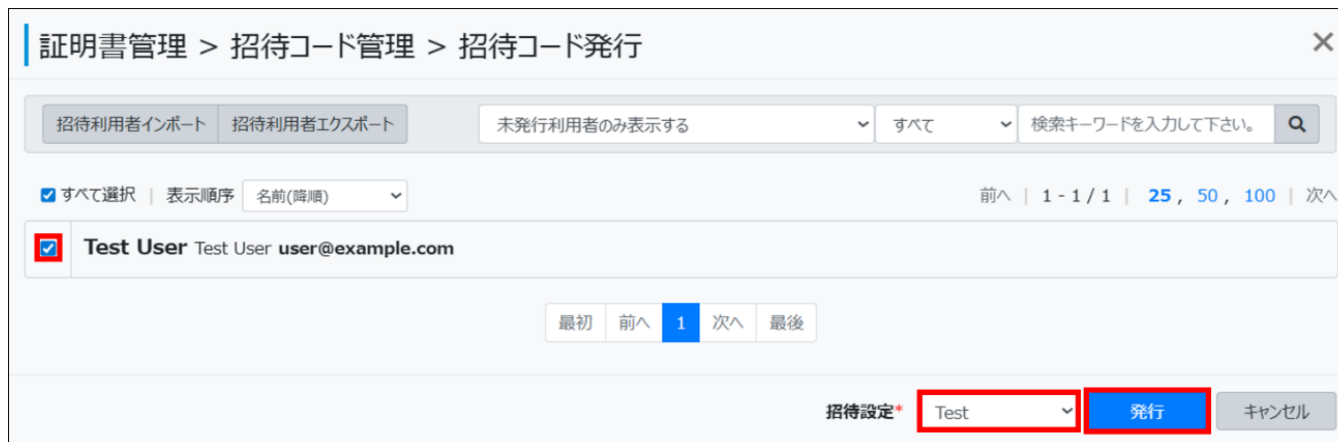 証明書管理 > 招待コード管理 > 招待コード発行
招待利用者インポート 招待利用者エクスポート 未発行利用者のみ表示する すべて 検索キーワードを入力して下さい。
すべて選択 | 表示順序 名前(降順) 前へ | 1 - 1 / 1 | 25 , 50 , 100 | 次へ
Test User Test User user@example.com
最初 前へ 1 次へ 最後
招待設定* Test 発行 キャンセル